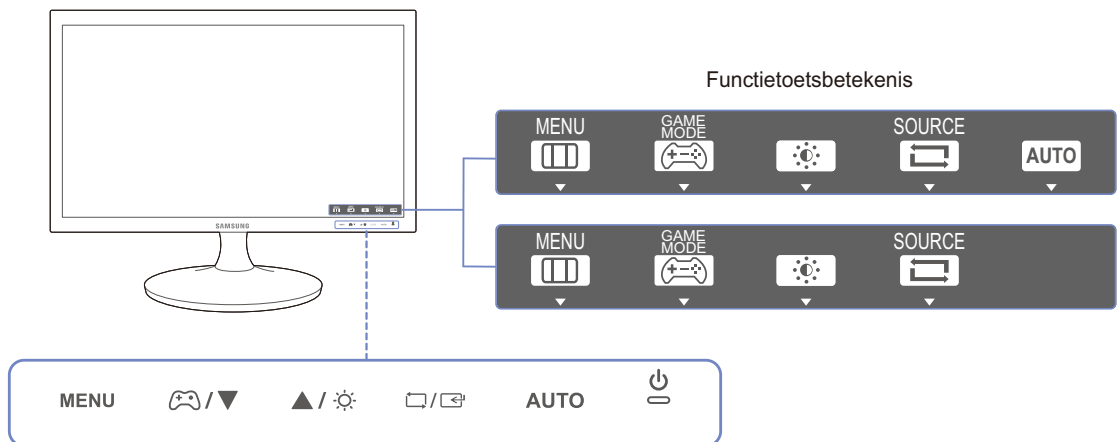 Functietoetsbetekenis
MENU
GAME
MODE
SOURCE
AUTO
SAMSUNG
MENU
GAME
MODE
SOURCE
MENU / / / AUTO